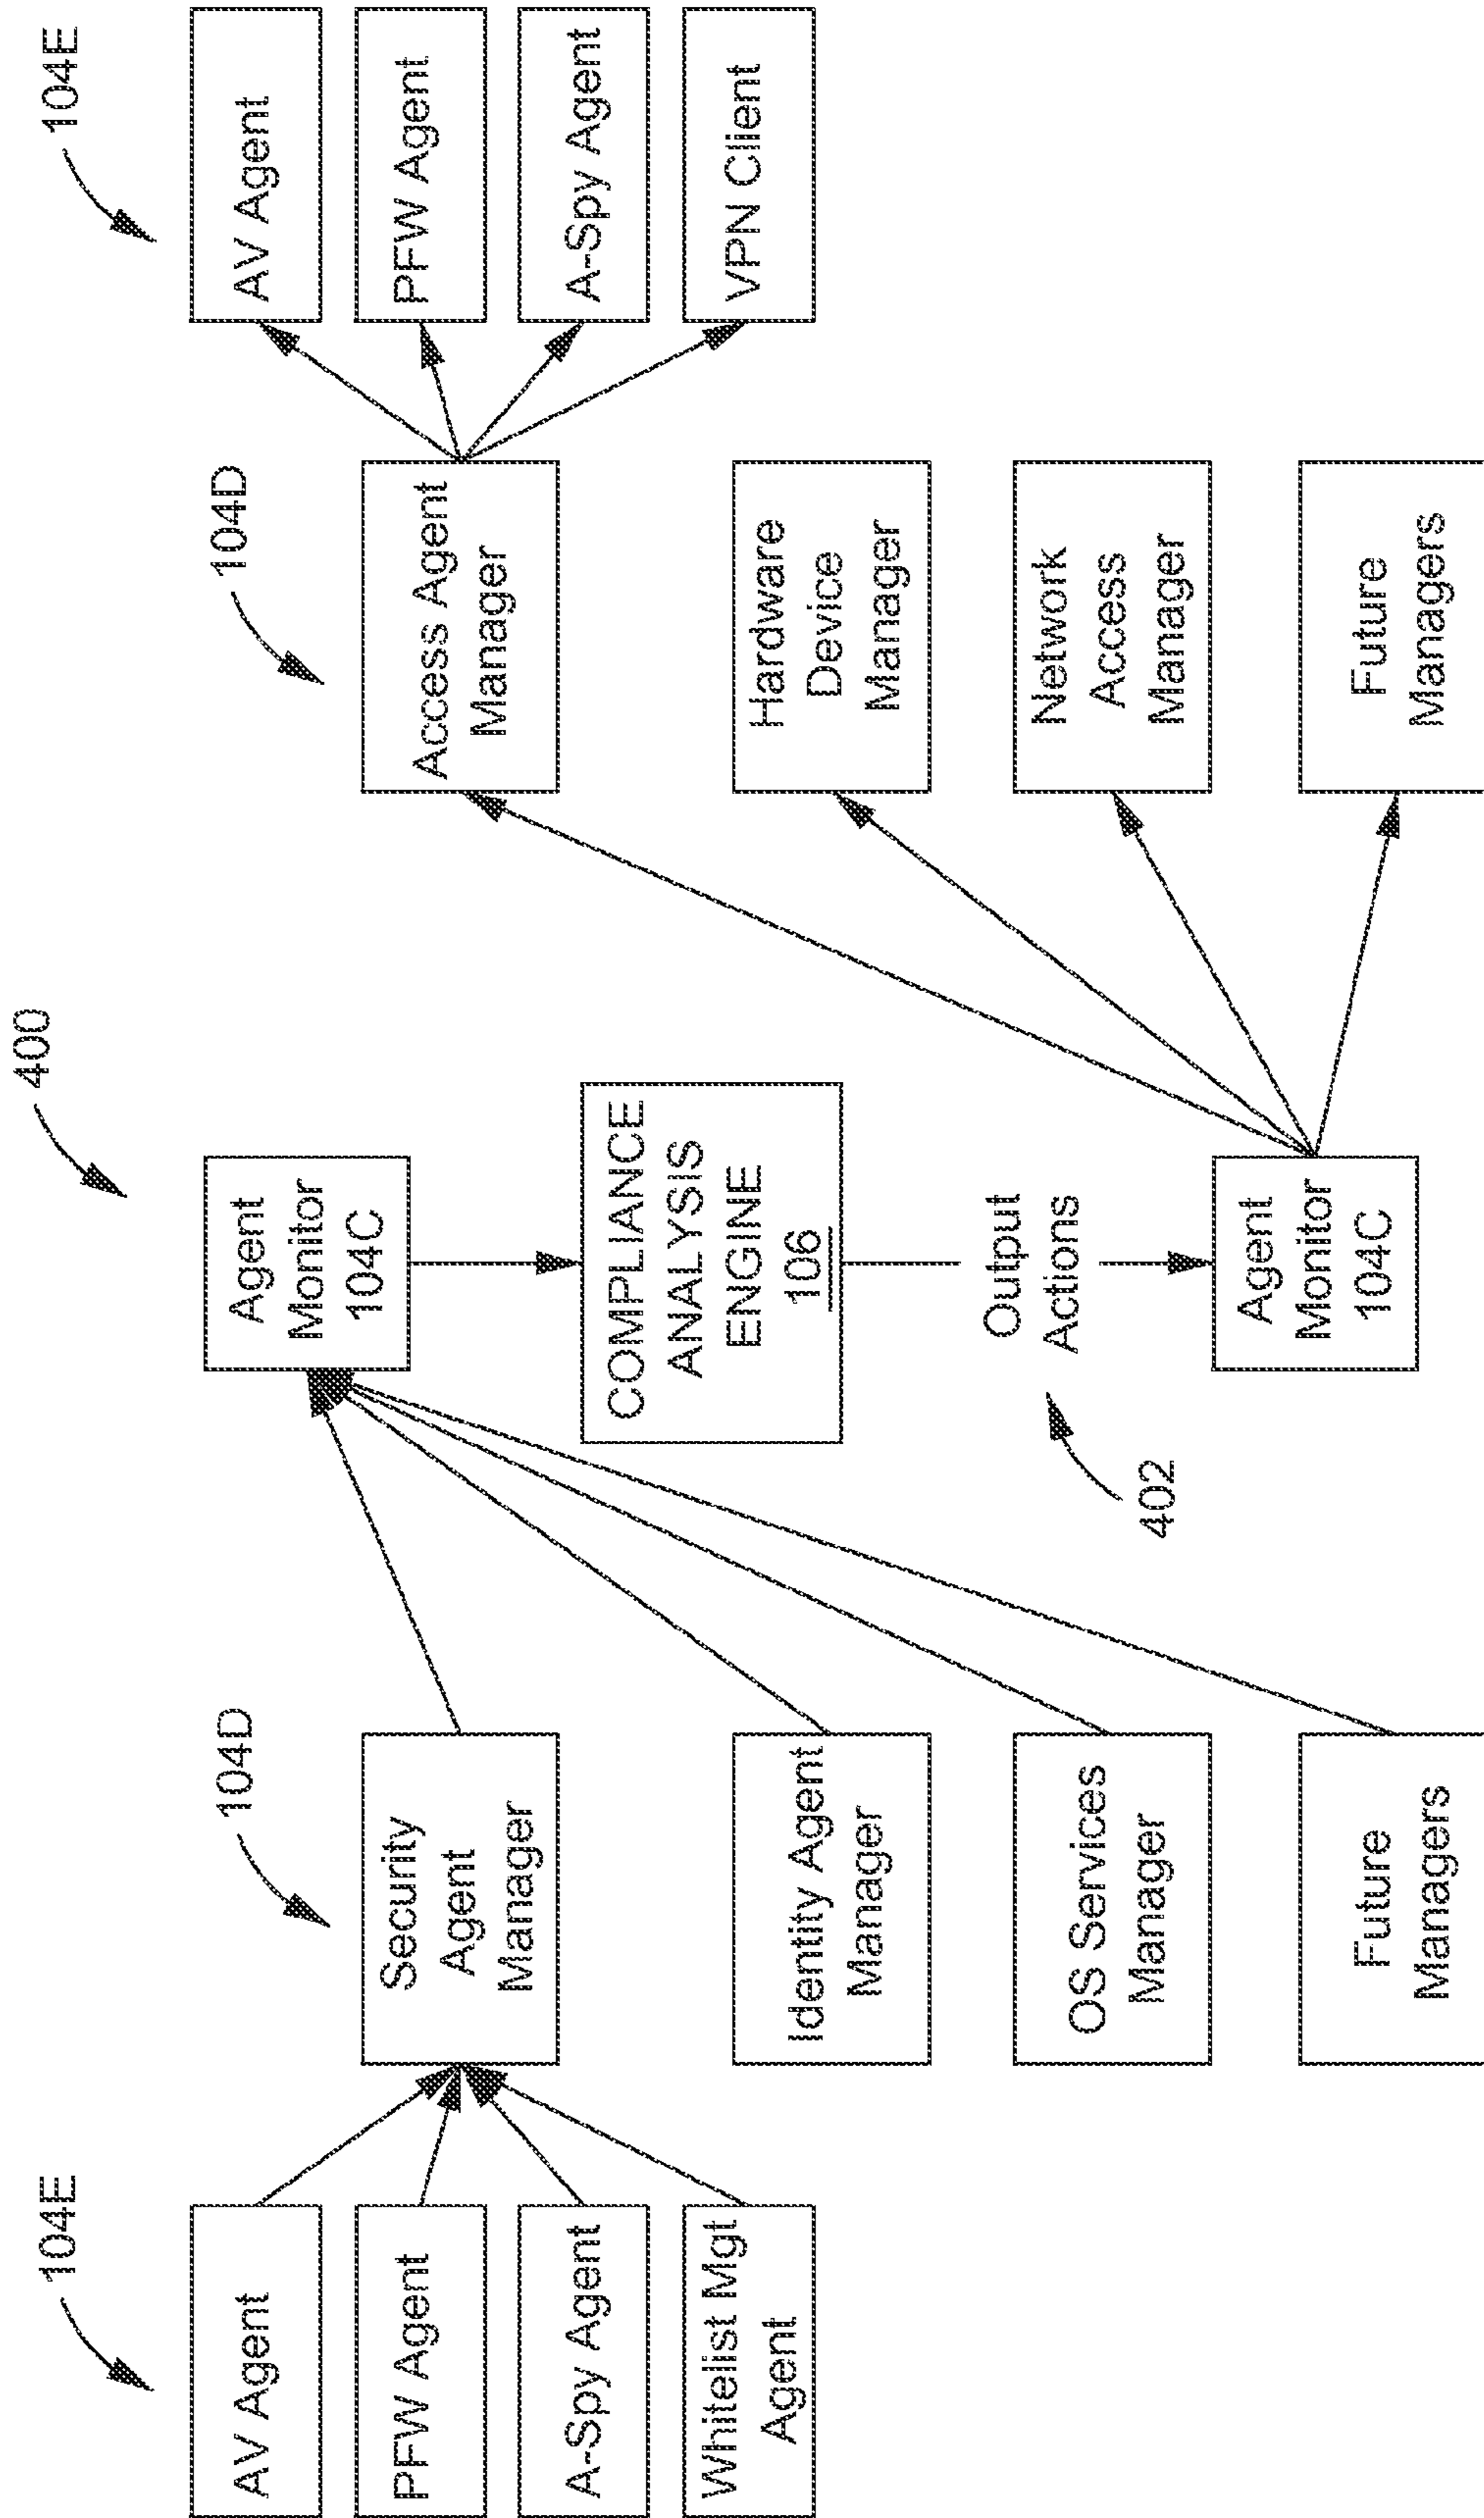 400
104E
AV Agent
PFW Agent
A-Spy Agent
Whitelist Mgt
Agent
104D
Security
Agent
Manager
Identity Agent
Manager
OS Services
Manager
Future
Managers
Agent
Monitor
104C
COMPLIANCE
ANALYSIS
ENGINE
106
Output
Actions
402
Agent
Monitor
104C
104D
Access Agent
Manager
Hardware
Device
Manager
Network
Access
Manager
Future
Managers
104E
AV Agent
PFW Agent
A-Spy Agent
VPN Client